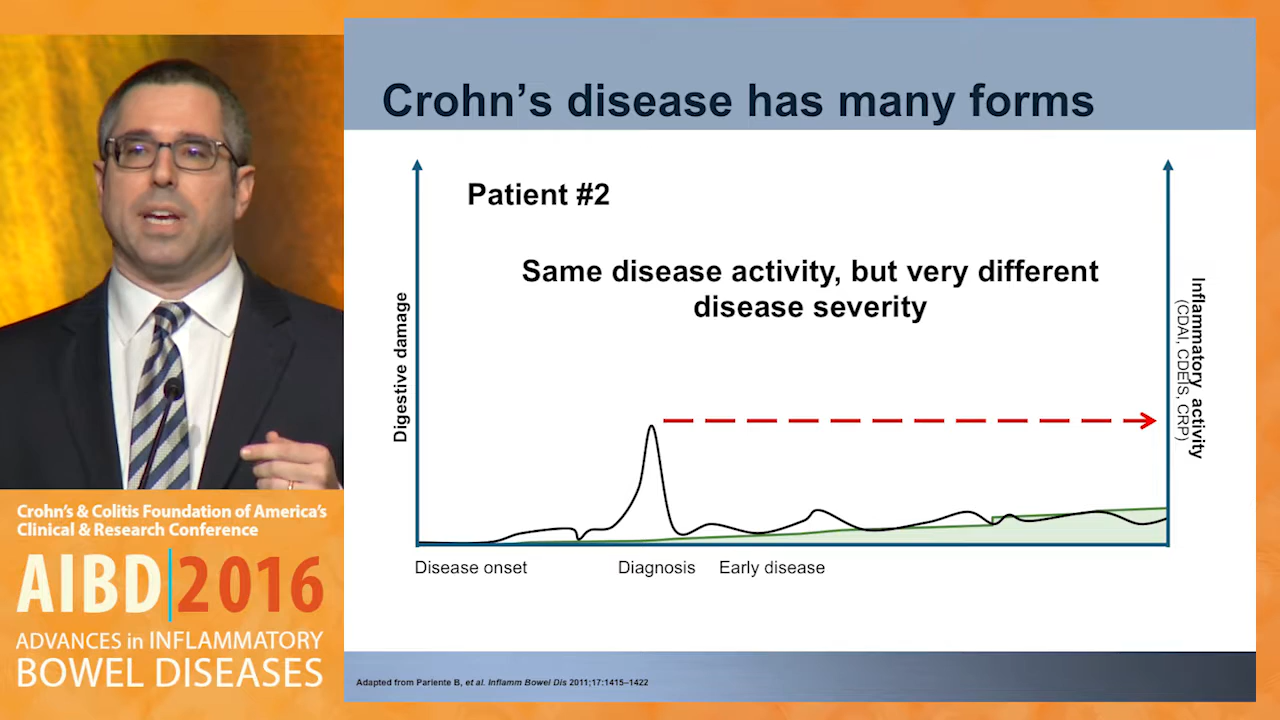 Crohn's disease has many forms
Patient #2
Same disease activity, but very different
disease severity
Digestive damage
Inflammatory activity
(CDAI, CDEIS, CRP)
Disease onset
Diagnosis
Early disease
Adapted from Pariente B, et al. Inflamm Bowel Dis 2011;17:1415–1422
Crohn's & Colitis Foundation of America's
Clinical & Research Conference
AIBD|2016
ADVANCES in INFLAMMATORY
BOWEL DISEASES